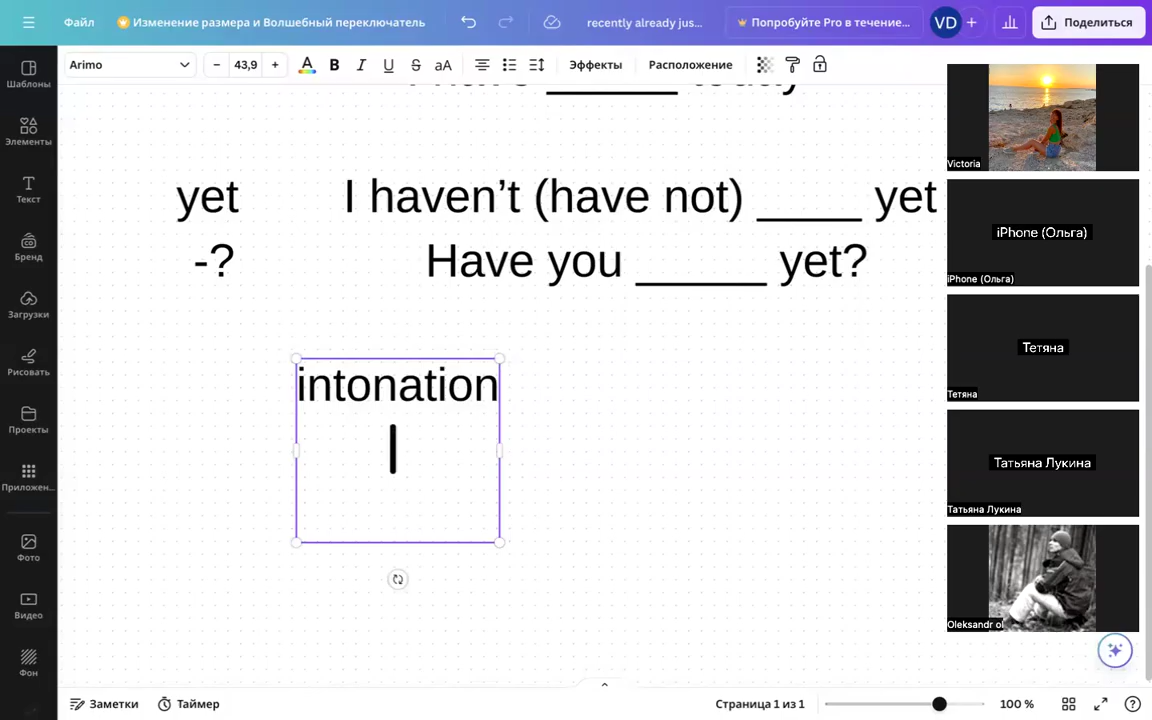 Файл
Изменение размера и Волшебный переключатель
recently already jus...
Попробуйте Pro в течение...
VD
+
Поделиться
Arimo
− 43,9 +
A B I U S aA
Эффекты
Расположение
Шаблоны
Элементы
Текст
Бренд
Загрузки
Рисовать
Проекты
Приложен...
Фото
Видео
Фон
today
yet I haven’t (have not) ____ yet
-? Have you _____ yet?
intonation
Victoria
iPhone (Ольга)
iPhone (Ольга)
Тетяна
Тетяна
Татьяна Лукина
Татьяна Лукина
Oleksandr ol
Заметки
Таймер
Страница 1 из 1
100 %